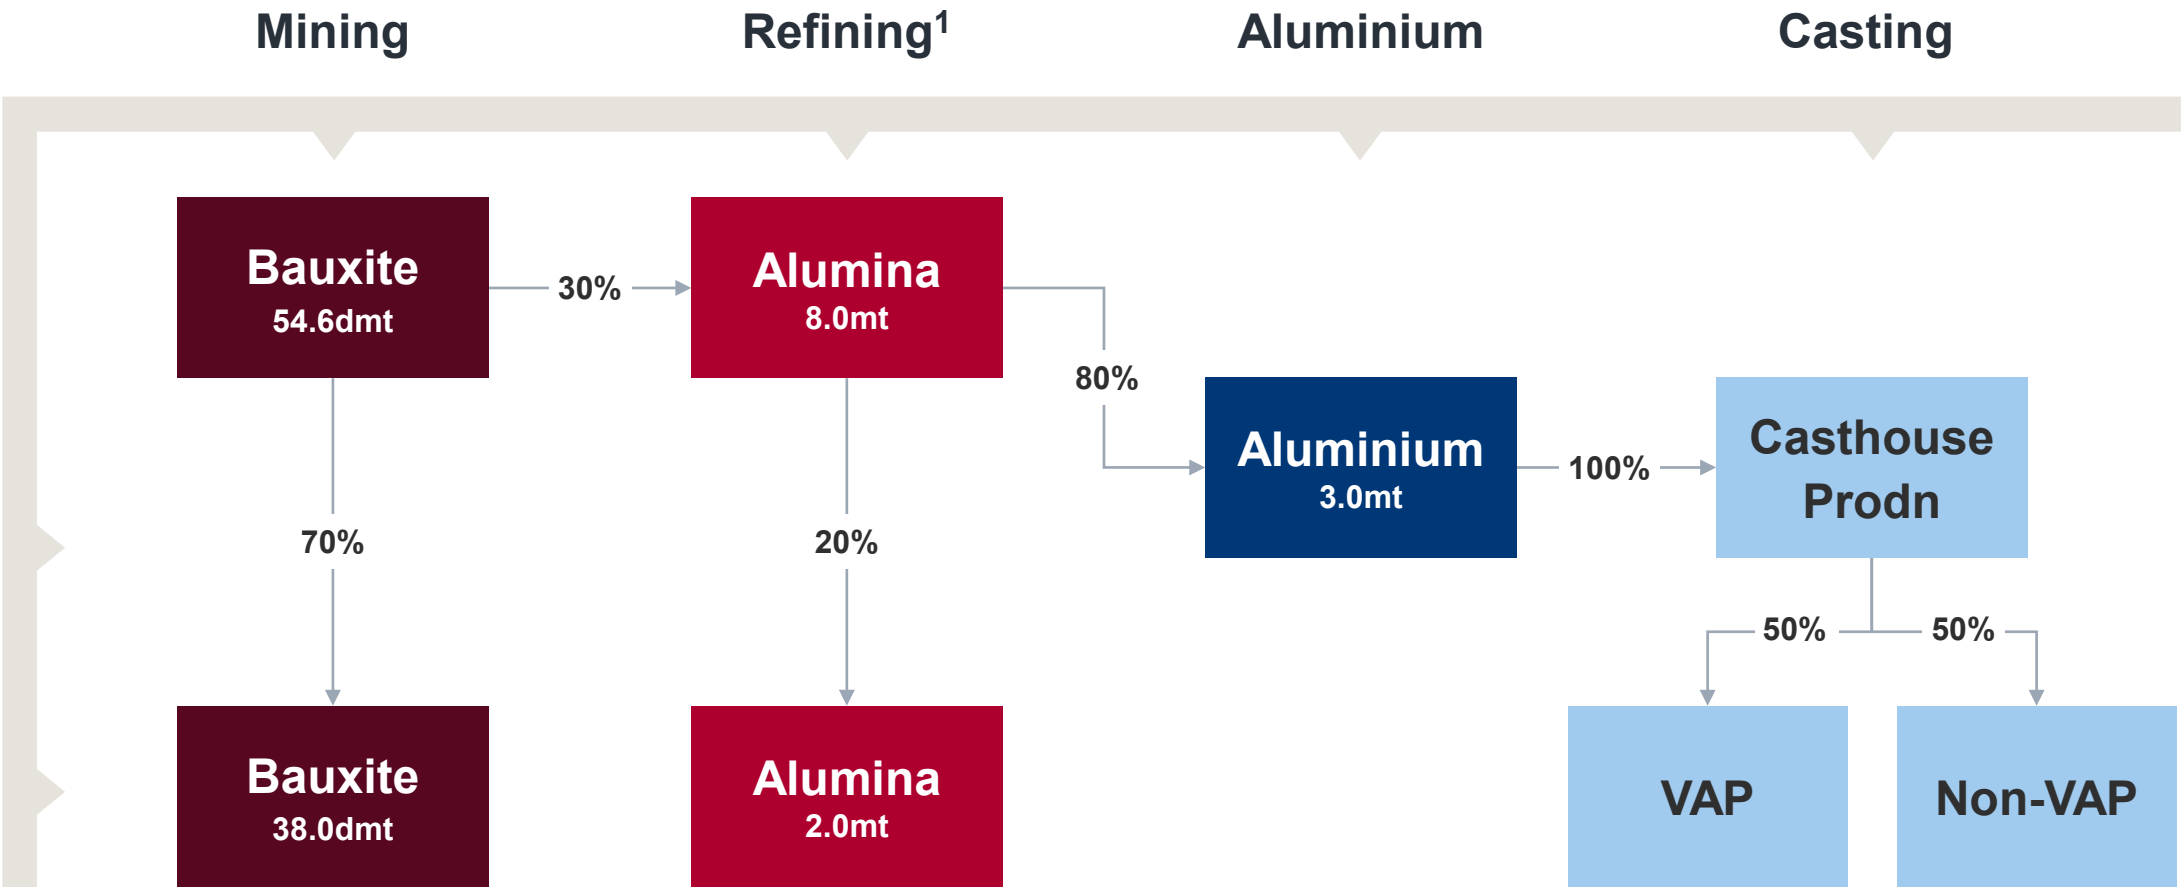 Mining
Refining¹
Aluminium
Casting
Bauxite
54.6dmt
30%
Alumina
8.0mt
80%
Aluminium
3.0mt
100%
Casthouse
Prodn
70%
20%
50%
50%
Bauxite
38.0dmt
Alumina
2.0mt
VAP
Non-VAP